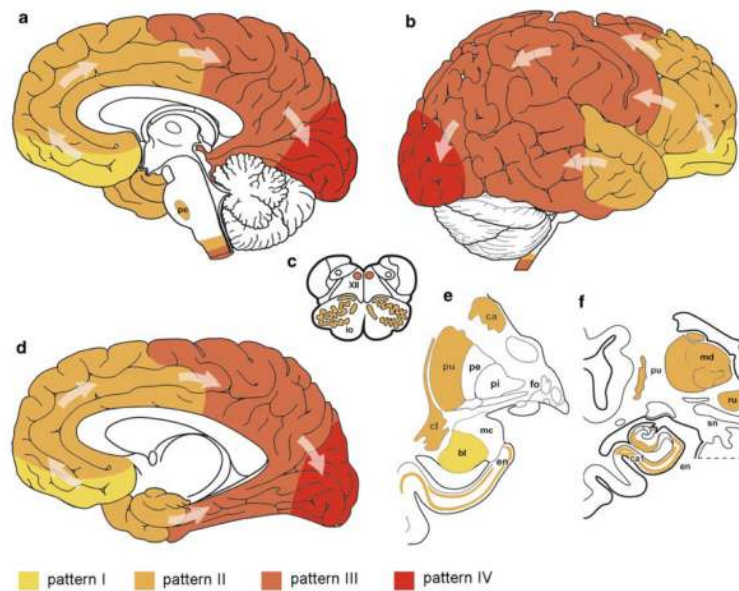 a
b
pc
c
XII
io
d
e
ca
pu
pe
pi
fo
cl
mc
bl
en
f
md
pu
ru
sn
ca1
en
pattern I
pattern II
pattern III
pattern IV